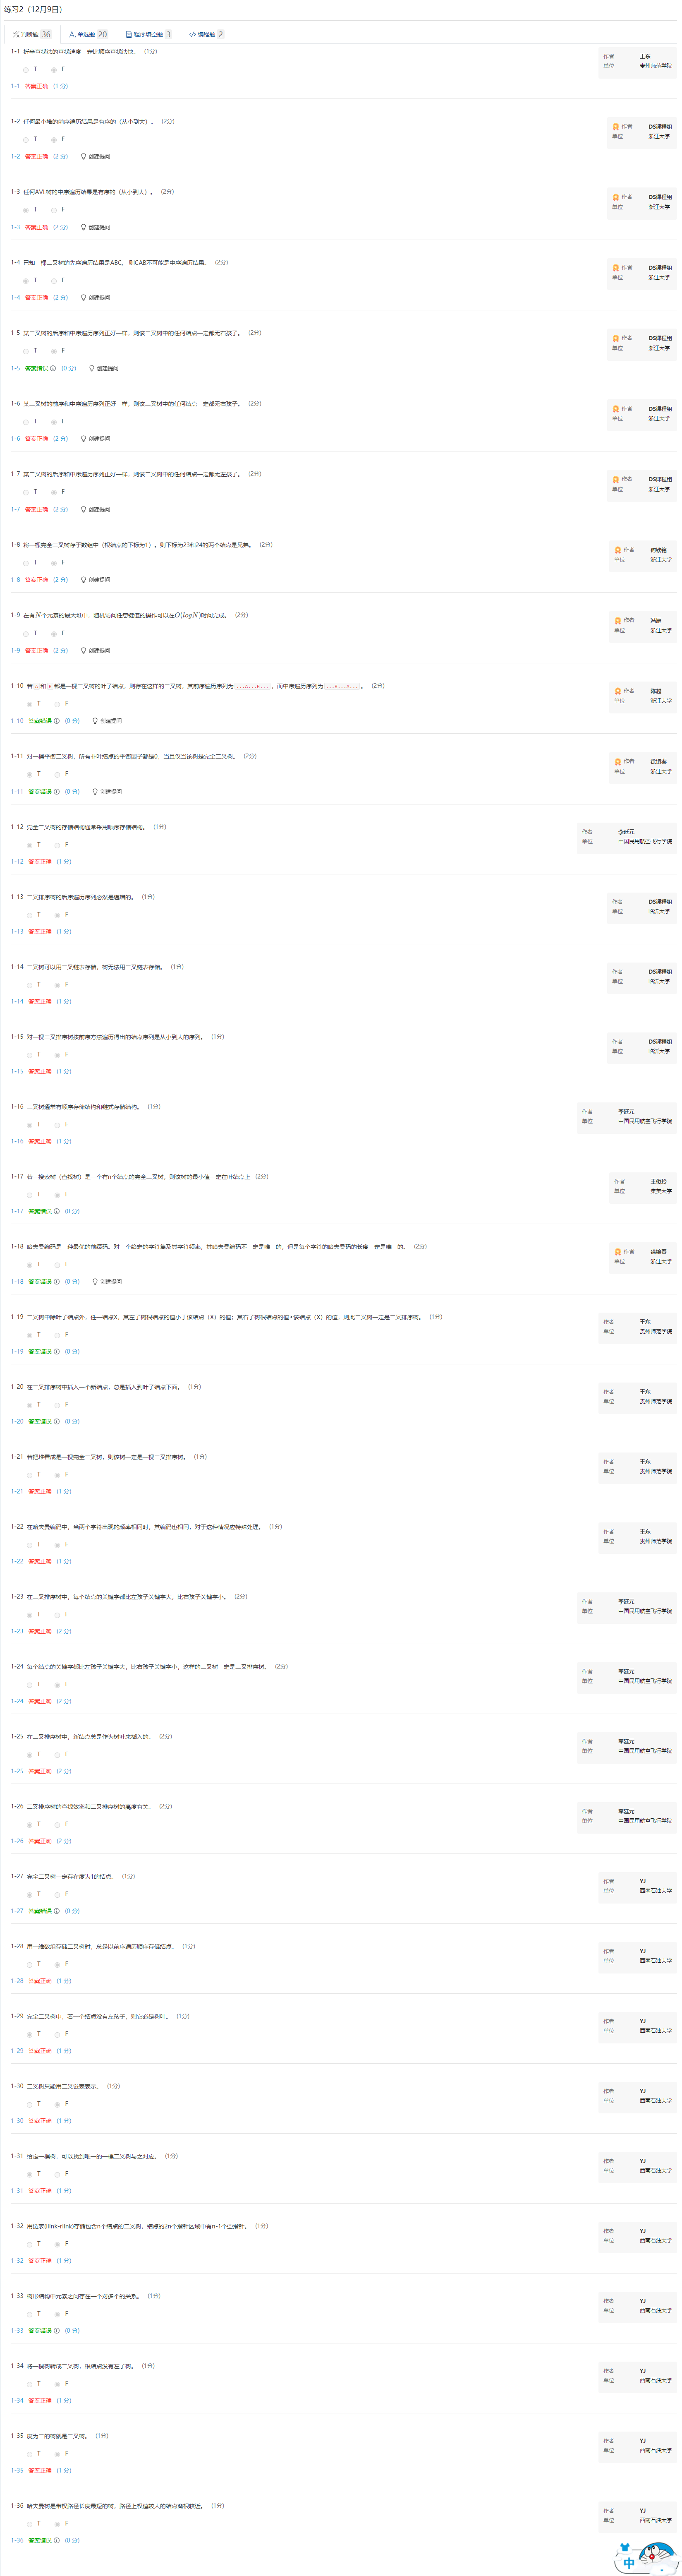 练习2（12月9日）
判断题 36 单选题 20 程序填空题 3 编程题 2
1-1 折半查找法的查找速度一定比顺序查找法快。 (1分)
作者 王东
单位 贵州师范学院
T F
1-1 答案正确 (1 分)
1-2 任何最小堆的前序遍历结果是有序的（从小到大）。 (2分)
作者 DS课程组
单位 浙江大学
T F
1-2 答案正确 (2 分) 创建提问
1-3 任何AVL树的中序遍历结果是有序的（从小到大）。 (2分)
作者 DS课程组
单位 浙江大学
T F
1-3 答案正确 (2 分) 创建提问
1-4 已知一棵二叉树的先序遍历结果是ABC， 则CAB不可能是中序遍历结果。 (2分)
作者 DS课程组
单位 浙江大学
T F
1-4 答案正确 (2 分) 创建提问
1-5 某二叉树的后序和中序遍历序列正好一样，则该二叉树中的任何结点一定都无右孩子。 (2分)
作者 DS课程组
单位 浙江大学
T F
1-5 答案错误 (0 分) 创建提问
1-6 某二叉树的前序和中序遍历序列正好一样，则该二叉树中的任何结点一定都无右孩子。 (2分)
作者 DS课程组
单位 浙江大学
T F
1-6 答案正确 (2 分) 创建提问
1-7 某二叉树的后序和中序遍历序列正好一样，则该二叉树中的任何结点一定都无左孩子。 (2分)
作者 DS课程组
单位 浙江大学
T F
1-7 答案正确 (2 分) 创建提问
1-8 将一棵完全二叉树存于数组中（根结点的下标为1）。则下标为23和24的两个结点是兄弟。 (2分)
作者 何钦铭
单位 浙江大学
T F
1-8 答案正确 (2 分) 创建提问
1-9 在有N个元素的最大堆中，随机访问任意键值的操作可以在O(logN)时间完成。 (2分)
作者 冯雁
单位 浙江大学
T F
1-9 答案正确 (2 分) 创建提问
1-10 若 A 和 B 都是一棵二叉树的叶子结点，则存在这样的二叉树，其前序遍历序列为 ...A...B... ，而中序遍历序列为 ...B...A... 。 (2分)
作者 陈越
单位 浙江大学
T F
1-10 答案错误 (0 分) 创建提问
1-11 对一棵平衡二叉树，所有非叶结点的平衡因子都是0，当且仅当该树是完全二叉树。 (2分)
作者
单位 浙江大学
T F
1-11 答案错误 (0 分) 创建提问
1-12 完全二叉树的存储结构通常采用顺序存储结构。 (1分)
作者 李廷元
单位 中国民用航空飞行学院
T F
1-12 答案正确 (1 分)
1-13 二叉排序树的后序遍历序列必然是递增的。 (1分)
作者 DS课程组
单位 临沂大学
T F
1-13 答案正确 (1 分)
1-14 二叉树可以用二叉链表存储，树无法用二叉链表存储。 (1分)
作者 DS课程组
单位 临沂大学
T F
1-14 答案正确 (1 分)
1-15 对一棵二叉排序树按前序方法遍历得出的结点序列是从小到大的序列。 (1分)
作者 DS课程组
单位 临沂大学
T F
1-15 答案正确 (1 分)
1-16 二叉树通常有顺序存储结构和链式存储结构。 (1分)
作者 李廷元
单位 中国民用航空飞行学院
T F
1-16 答案正确 (1 分)
1-17 若一搜索树（查找树）是一个有n个结点的完全二叉树，则该树的最小值一定在叶结点上 (2分)
作者 王俊玲
单位 集美大学
T F
1-17 答案错误 (0 分)
1-18 哈夫曼编码是一种最优的前缀码。对一个给定的字符集及其字符频率，其哈夫曼编码不一定是唯一的，但是每个字符的哈夫曼码的长度一定是唯一的。 (2分)
作者
单位 浙江大学
T F
1-18 答案错误 (0 分) 创建提问
1-19 二叉树中除叶子结点外，任一结点X，其左子树根结点的值小于该结点（X）的值；其右子树根结点的值≥该结点（X）的值，则此二叉树一定是二叉排序树。 (1分)
作者 王东
单位 贵州师范学院
T F
1-19 答案错误 (0 分)
1-20 在二叉排序树中插入一个新结点，总是插入到叶子结点下面。 (1分)
作者 王东
单位 贵州师范学院
T F
1-20 答案错误 (0 分)
1-21 若把堆看成是一棵完全二叉树，则该树一定是一棵二叉排序树。 (1分)
作者 王东
单位 贵州师范学院
T F
1-21 答案正确 (1 分)
1-22 在哈夫曼编码中，当两个字符出现的频率相同时，其编码也相同，对于这种情况应特殊处理。 (1分)
作者 王东
单位 贵州师范学院
T F
1-22 答案正确 (1 分)
1-23 在二叉排序树中，每个结点的关键字都比左孩子关键字大，比右孩子关键字小。 (2分)
作者 李廷元
单位 中国民用航空飞行学院
T F
1-23 答案正确 (2 分)
1-24 每个结点的关键字都比左孩子关键字大，比右孩子关键字小，这样的二叉树一定是二叉排序树。 (2分)
作者 李廷元
单位 中国民用航空飞行学院
T F
1-24 答案正确 (2 分)
1-25 在二叉排序树中，新结点总是作为树叶来插入的。 (2分)
作者 李廷元
单位 中国民用航空飞行学院
T F
1-25 答案正确 (2 分)
1-26 二叉排序树的查找效率和二叉排序树的高度有关。 (2分)
作者 李廷元
单位 中国民用航空飞行学院
T F
1-26 答案正确 (2 分)
1-27 完全二叉树一定存在度为1的结点。 (1分)
作者 YJ
单位 西南石油大学
T F
1-27 答案错误 (0 分)
1-28 用一维数组存储二叉树时，总是以前序遍历顺序存储结点。 (1分)
作者 YJ
单位 西南石油大学
T F
1-28 答案正确 (1 分)
1-29 完全二叉树中，若一个结点没有左孩子，则它必是树叶。 (1分)
作者 YJ
单位 西南石油大学
T F
1-29 答案正确 (1 分)
1-30 二叉树只能用二叉链表表示。 (1分)
作者 YJ
单位 西南石油大学
T F
1-30 答案正确 (1 分)
1-31 给定一棵树，可以找到唯一的一棵二叉树与之对应。 (1分)
作者 YJ
单位 西南石油大学
T F
1-31 答案正确 (1 分)
1-32 用链表(llink-rlink)存储包含n个结点的二叉树，结点的2n个指针区域中有n-1个空指针。 (1分)
作者 YJ
单位 西南石油大学
T F
1-32 答案正确 (1 分)
1-33 树形结构中元素之间存在一个对多个的关系。 (1分)
作者 YJ
单位 西南石油大学
T F
1-33 答案错误 (0 分)
1-34 将一棵树转成二叉树，根结点没有左子树。 (1分)
作者 YJ
单位 西南石油大学
T F
1-34 答案正确 (1 分)
1-35 度为二的树就是二叉树。 (1分)
作者 YJ
单位 西南石油大学
T F
1-35 答案正确 (1 分)
1-36 哈夫曼树是带权路径长度最短的树，路径上权值较大的结点离根较近。 (1分)
作者 YJ
单位 西南石油大学
T F
1-36 答案错误 (0 分)
中